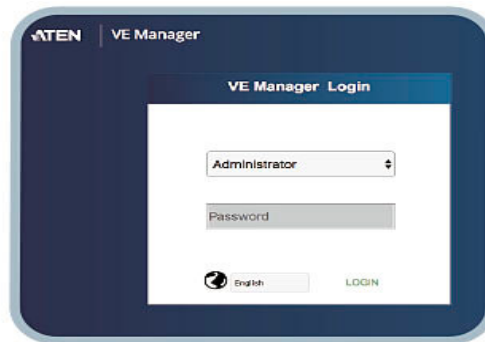 ATEN VE Manager
VE Manager Login
Administrator
Password
English LOGIN